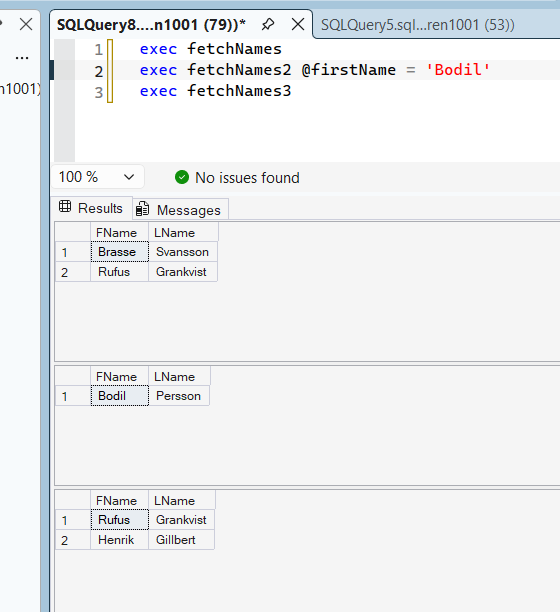 SQLQuery8....n1001 (79))*
SQLQuery5.sql...ren1001 (53))
...
n1001)
1 exec fetchNames
2 exec fetchNames2 @firstName = 'Bodil'
3 exec fetchNames3
100 %
No issues found
Results
Messages
FName LName
1 Brasse Svansson
2 Rufus Grankvist
FName LName
1 Bodil Persson
FName LName
1 Rufus Grankvist
2 Henrik Gillbert